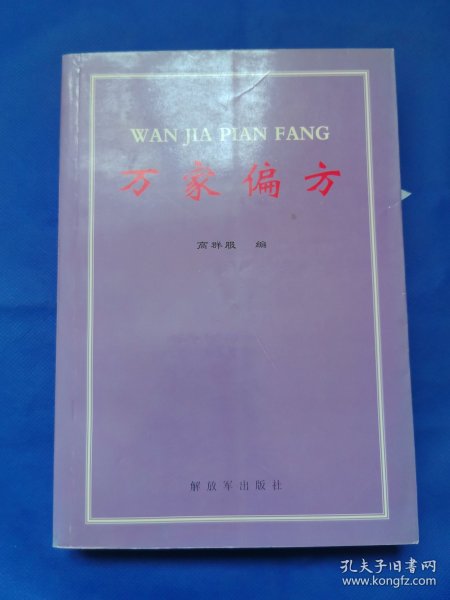 WAN JIA PIAN FANG
万家偏方
高群服 编
解放军出版社
孔夫子旧书网
www.kongfz.com